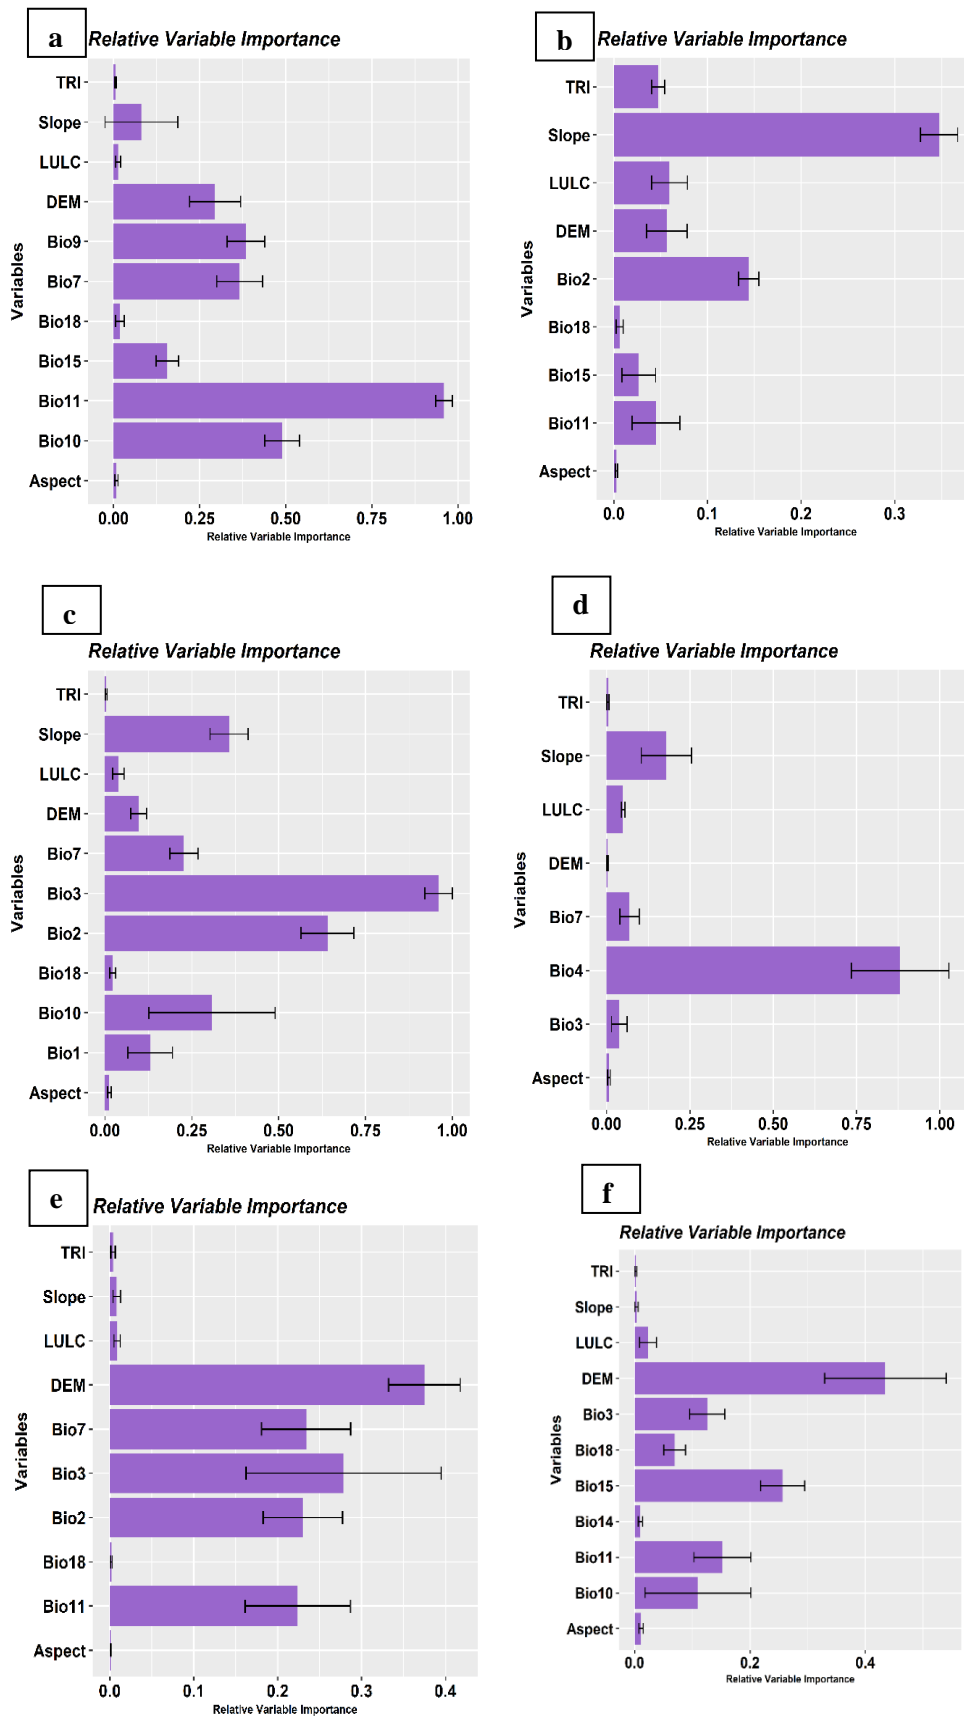 a
Relative Variable Importance
TRI
Slope
LULC
DEM
Bio9
Bio7
Bio18
Bio15
Bio11
Bio10
Aspect
Variables
0.00 0.25 0.50 0.75 1.00
Relative Variable Importance
b
Relative Variable Importance
TRI
Slope
LULC
DEM
Bio2
Bio18
Bio15
Bio11
Aspect
Variables
0.0 0.1 0.2 0.3
Relative Variable Importance
c
Relative Variable Importance
TRI
Slope
LULC
DEM
Bio7
Bio3
Bio2
Bio18
Bio10
Bio1
Aspect
Variables
0.00 0.25 0.50 0.75 1.00
Relative Variable Importance
d
Relative Variable Importance
TRI
Slope
LULC
DEM
Bio7
Bio4
Bio3
Aspect
Variables
0.00 0.25 0.50 0.75 1.00
Relative Variable Importance
e
Relative Variable Importance
TRI
Slope
LULC
DEM
Bio7
Bio3
Bio2
Bio18
Bio11
Aspect
Variables
0.0 0.1 0.2 0.3 0.4
Relative Variable Importance
f
Relative Variable Importance
TRI
Slope
LULC
DEM
Bio3
Bio18
Bio15
Bio14
Bio11
Bio10
Aspect
Variables
0.0 0.2 0.4
Relative Variable Importance